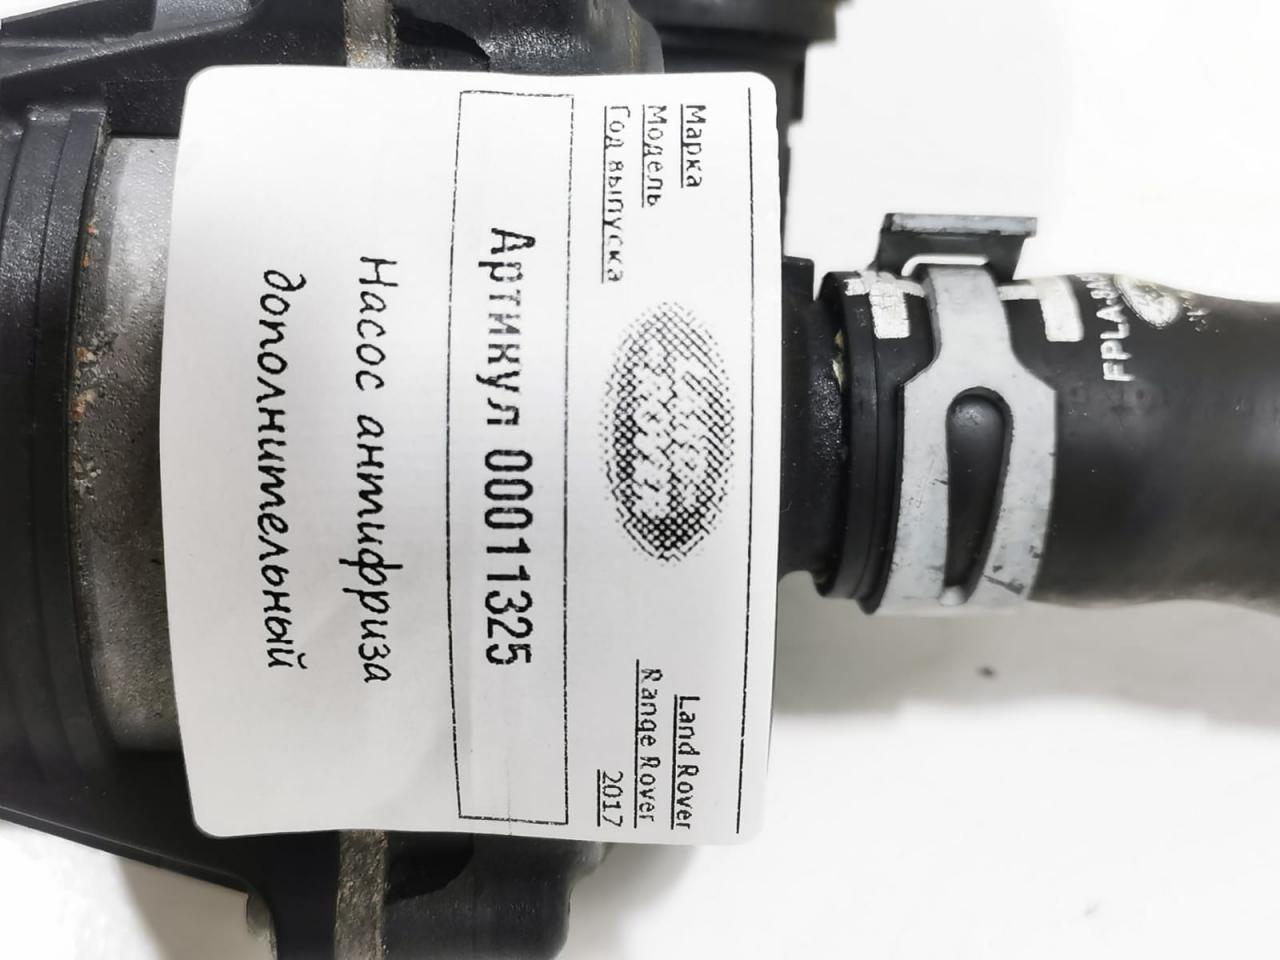 Марка Land Rover
Модель Range Rover
Год выпуска 2017
Артикул 00011325
Насос антифриза
дополнительный